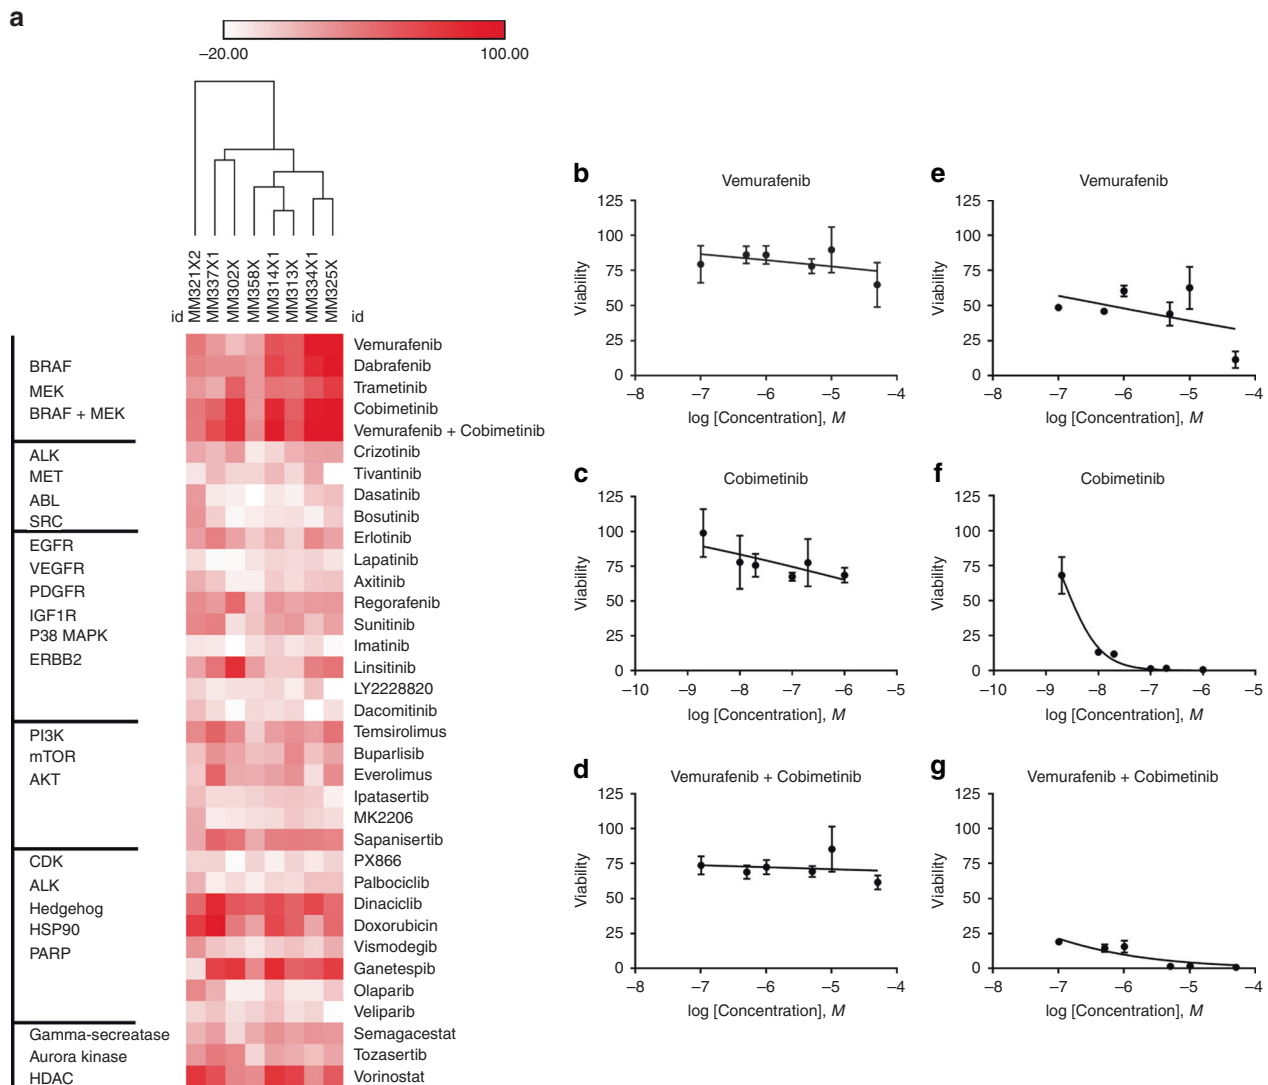 a
−20.00 100.00
id MM321X2 MM337X1 MM302X MM358X MM314X1 MM313X MM334X1 MM325X id
BRAF
MEK
BRAF + MEK
ALK
MET
ABL
SRC
EGFR
VEGFR
PDGFR
IGF1R
P38 MAPK
ERBB2
PI3K
mTOR
AKT
CDK
ALK
Hedgehog
HSP90
PARP
Gamma-secreatase
Aurora kinase
HDAC
Vemurafenib
Dabrafenib
Trametinib
Cobimetinib
Vemurafenib + Cobimetinib
Crizotinib
Tivantinib
Dasatinib
Bosutinib
Erlotinib
Lapatinib
Axitinib
Regorafenib
Sunitinib
Imatinib
Linsitinib
LY2228820
Dacomitinib
Temsirolimus
Buparlisib
Everolimus
Ipatasertib
MK2206
Sapanisertib
PX866
Palbociclib
Dinaciclib
Doxorubicin
Vismodegib
Ganetespib
Olaparib
Veliparib
Semagacestat
Tozasertib
Vorinostat
b
Vemurafenib
Viability
125
100
75
50
25
0
−8 −7 −6 −5 −4
log [Concentration], M
e
Vemurafenib
Viability
125
100
75
50
25
0
−8 −7 −6 −5 −4
log [Concentration], M
c
Cobimetinib
Viability
125
100
75
50
25
0
−10 −9 −8 −7 −6 −5
log [Concentration], M
f
Cobimetinib
Viability
125
100
75
50
25
0
−10 −9 −8 −7 −6 −5
log [Concentration], M
d
Vemurafenib + Cobimetinib
Viability
125
100
75
50
25
0
−8 −7 −6 −5 −4
log [Concentration], M
g
Vemurafenib + Cobimetinib
Viability
125
100
75
50
25
0
−8 −7 −6 −5 −4
log [Concentration], M